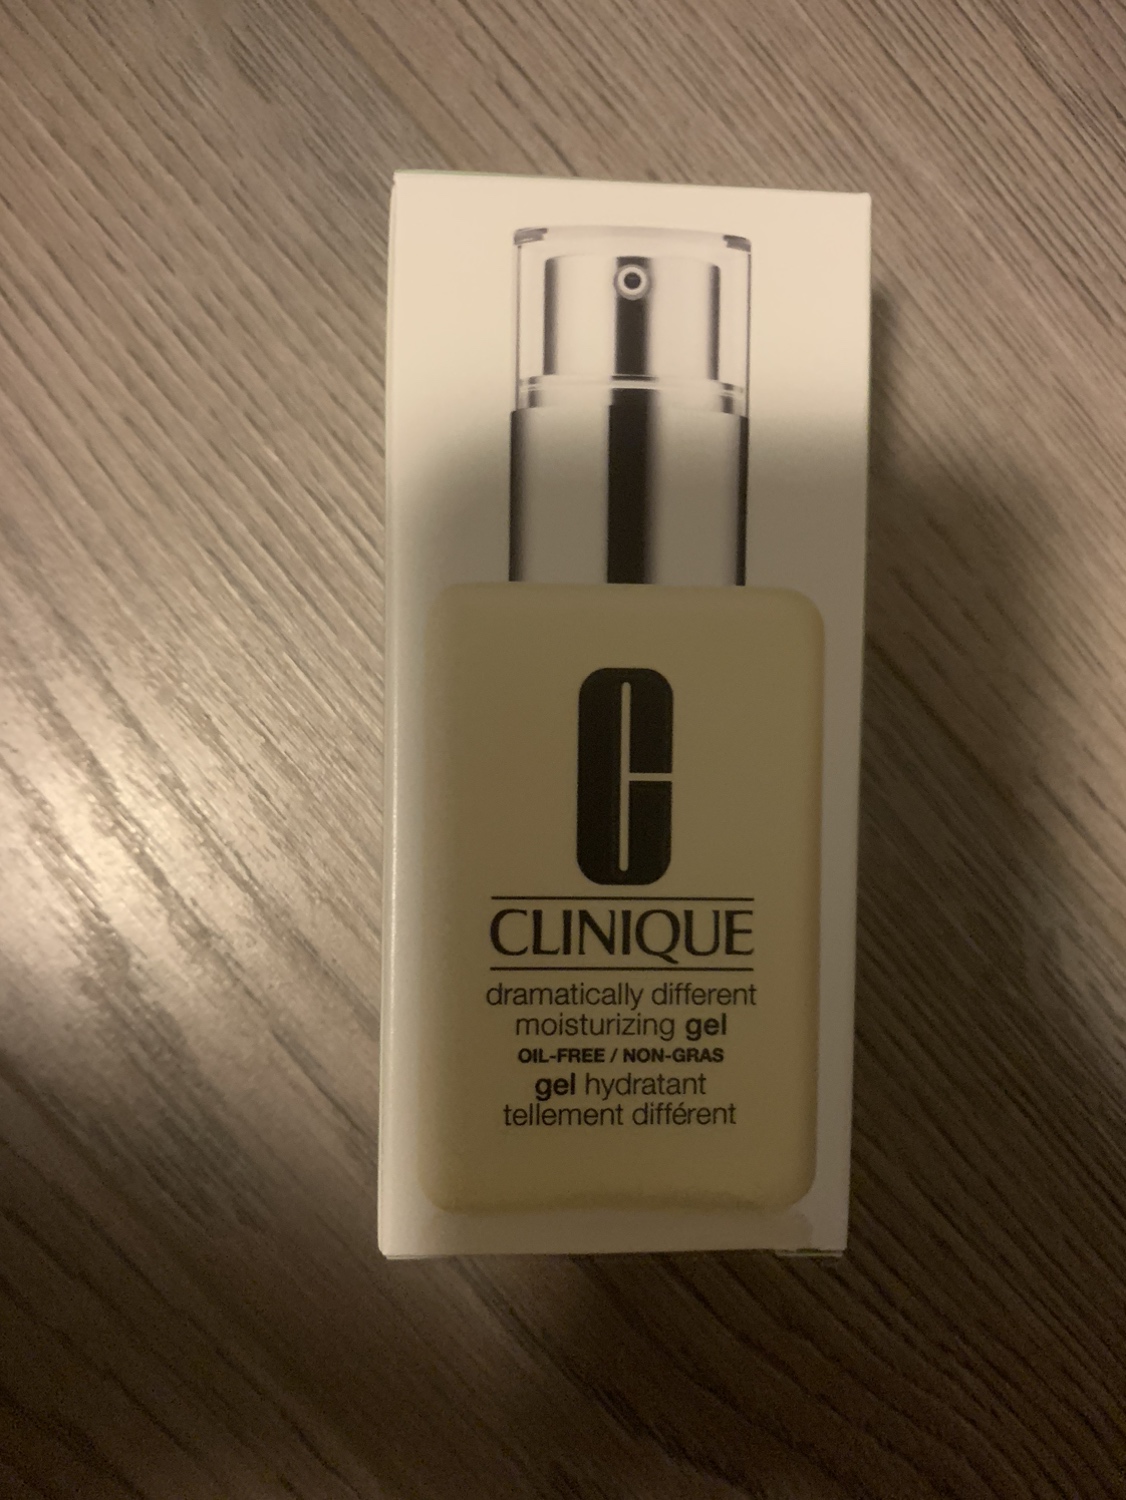 C
CLINIQUE
dramatically different
moisturizing gel
OIL-FREE / NON-GRAS
gel hydratant
tellement différent